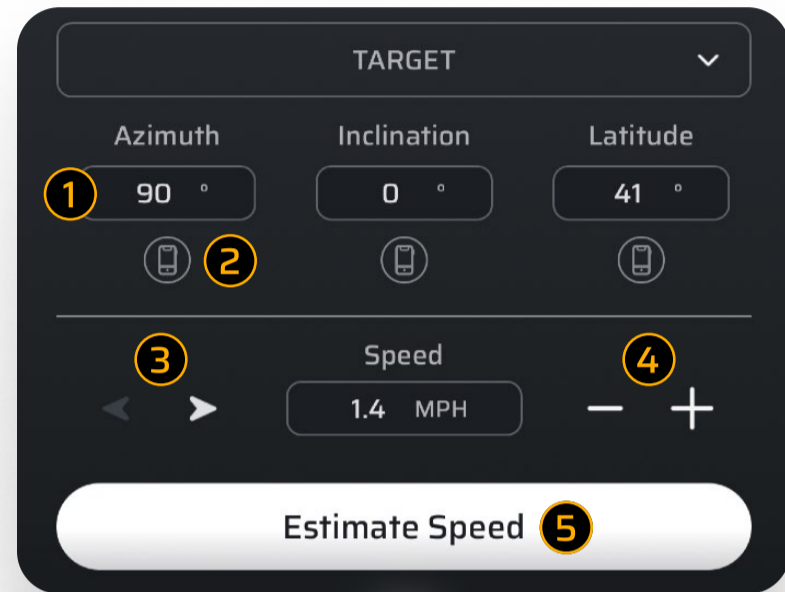 TARGET
Azimuth Inclination Latitude
1 90 ° 0 ° 41 °
2
3 Speed 4
1.4 MPH
Estimate Speed 5